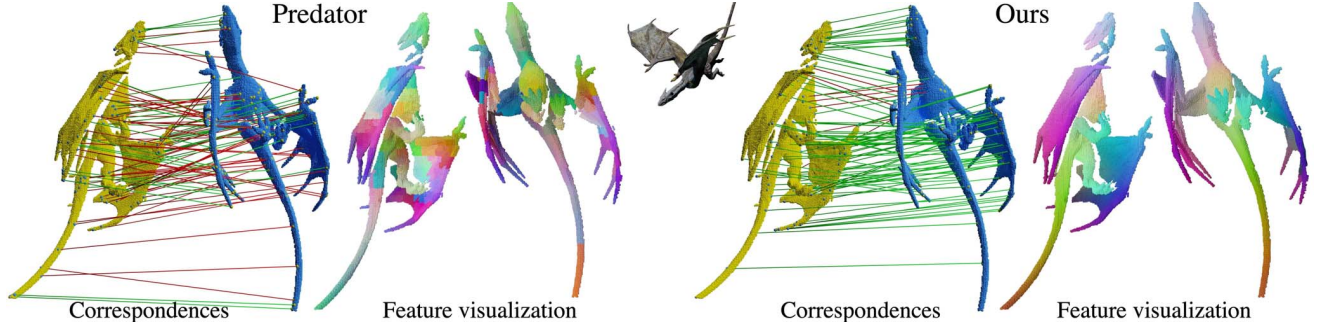 Predator
Ours
Correspondences
Feature visualization
Correspondences
Feature visualization